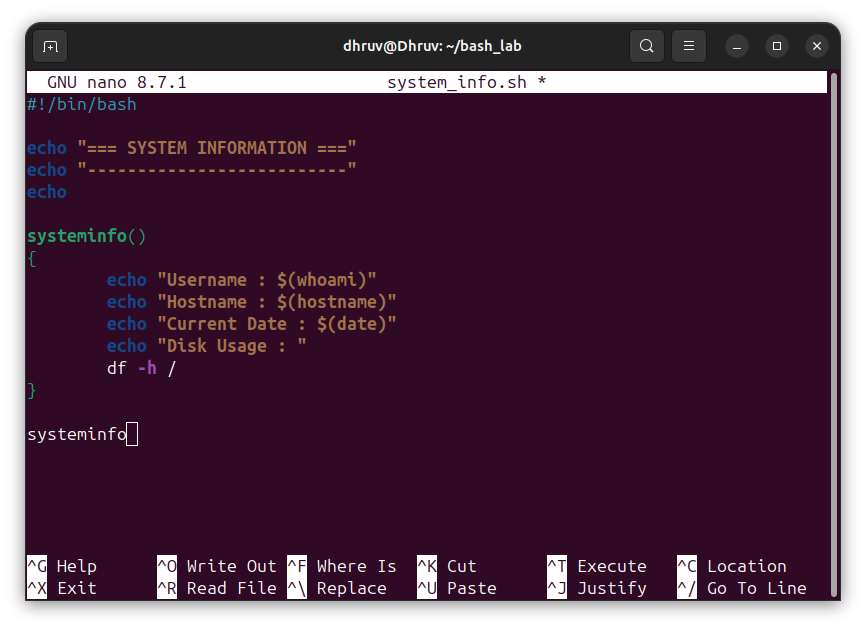 dhruv@Dhruv: ~/bash_lab
GNU nano 8.7.1 system_info.sh *
#!/bin/bash
echo "=== SYSTEM INFORMATION ==="
echo "--------------------------"
echo
systeminfo()
{
echo "Username : $(whoami)"
echo "Hostname : $(hostname)"
echo "Current Date : $(date)"
echo "Disk Usage : "
df -h /
}
systeminfo
^G Help ^O Write Out ^F Where Is ^K Cut ^T Execute ^C Location
^X Exit ^R Read File ^\ Replace ^U Paste ^J Justify ^/ Go To Line